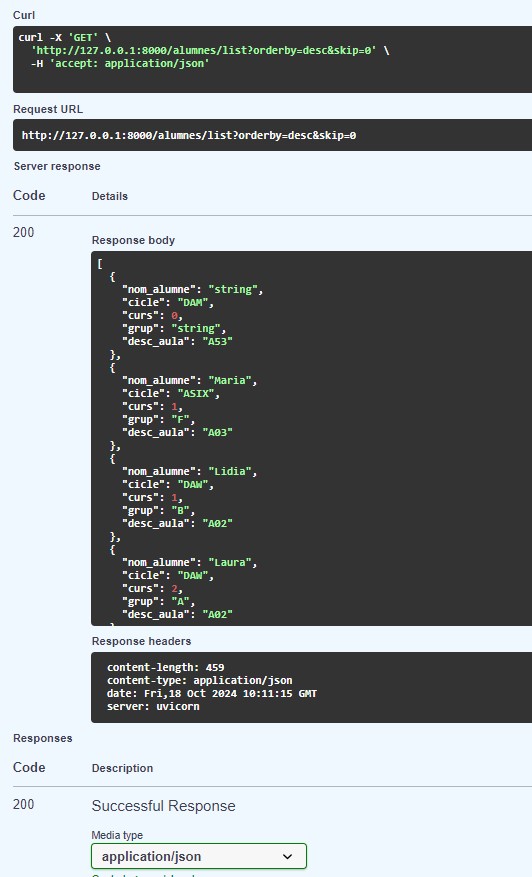 Curl
curl -X 'GET' \
'http://127.0.0.1:8000/alumnes/list?orderby=desc&skip=0' \
-H 'accept: application/json'
Request URL
http://127.0.0.1:8000/alumnes/list?orderby=desc&skip=0
Server response
Code Details
200
Response body
[
{
"nom_alumne": "string",
"cicle": "DAM",
"curs": 0,
"grup": "string",
"desc_aula": "A53"
},
{
"nom_alumne": "Maria",
"cicle": "ASIX",
"curs": 1,
"grup": "F",
"desc_aula": "A03"
},
{
"nom_alumne": "Lidia",
"cicle": "DAW",
"curs": 1,
"grup": "B",
"desc_aula": "A02"
},
{
"nom_alumne": "Laura",
"cicle": "DAW",
"curs": 2,
"grup": "A",
"desc_aula": "A02"
Response headers
content-length: 459
content-type: application/json
date: Fri,18 Oct 2024 10:11:15 GMT
server: uvicorn
Responses
Code Description
200 Successful Response
Media type
application/json